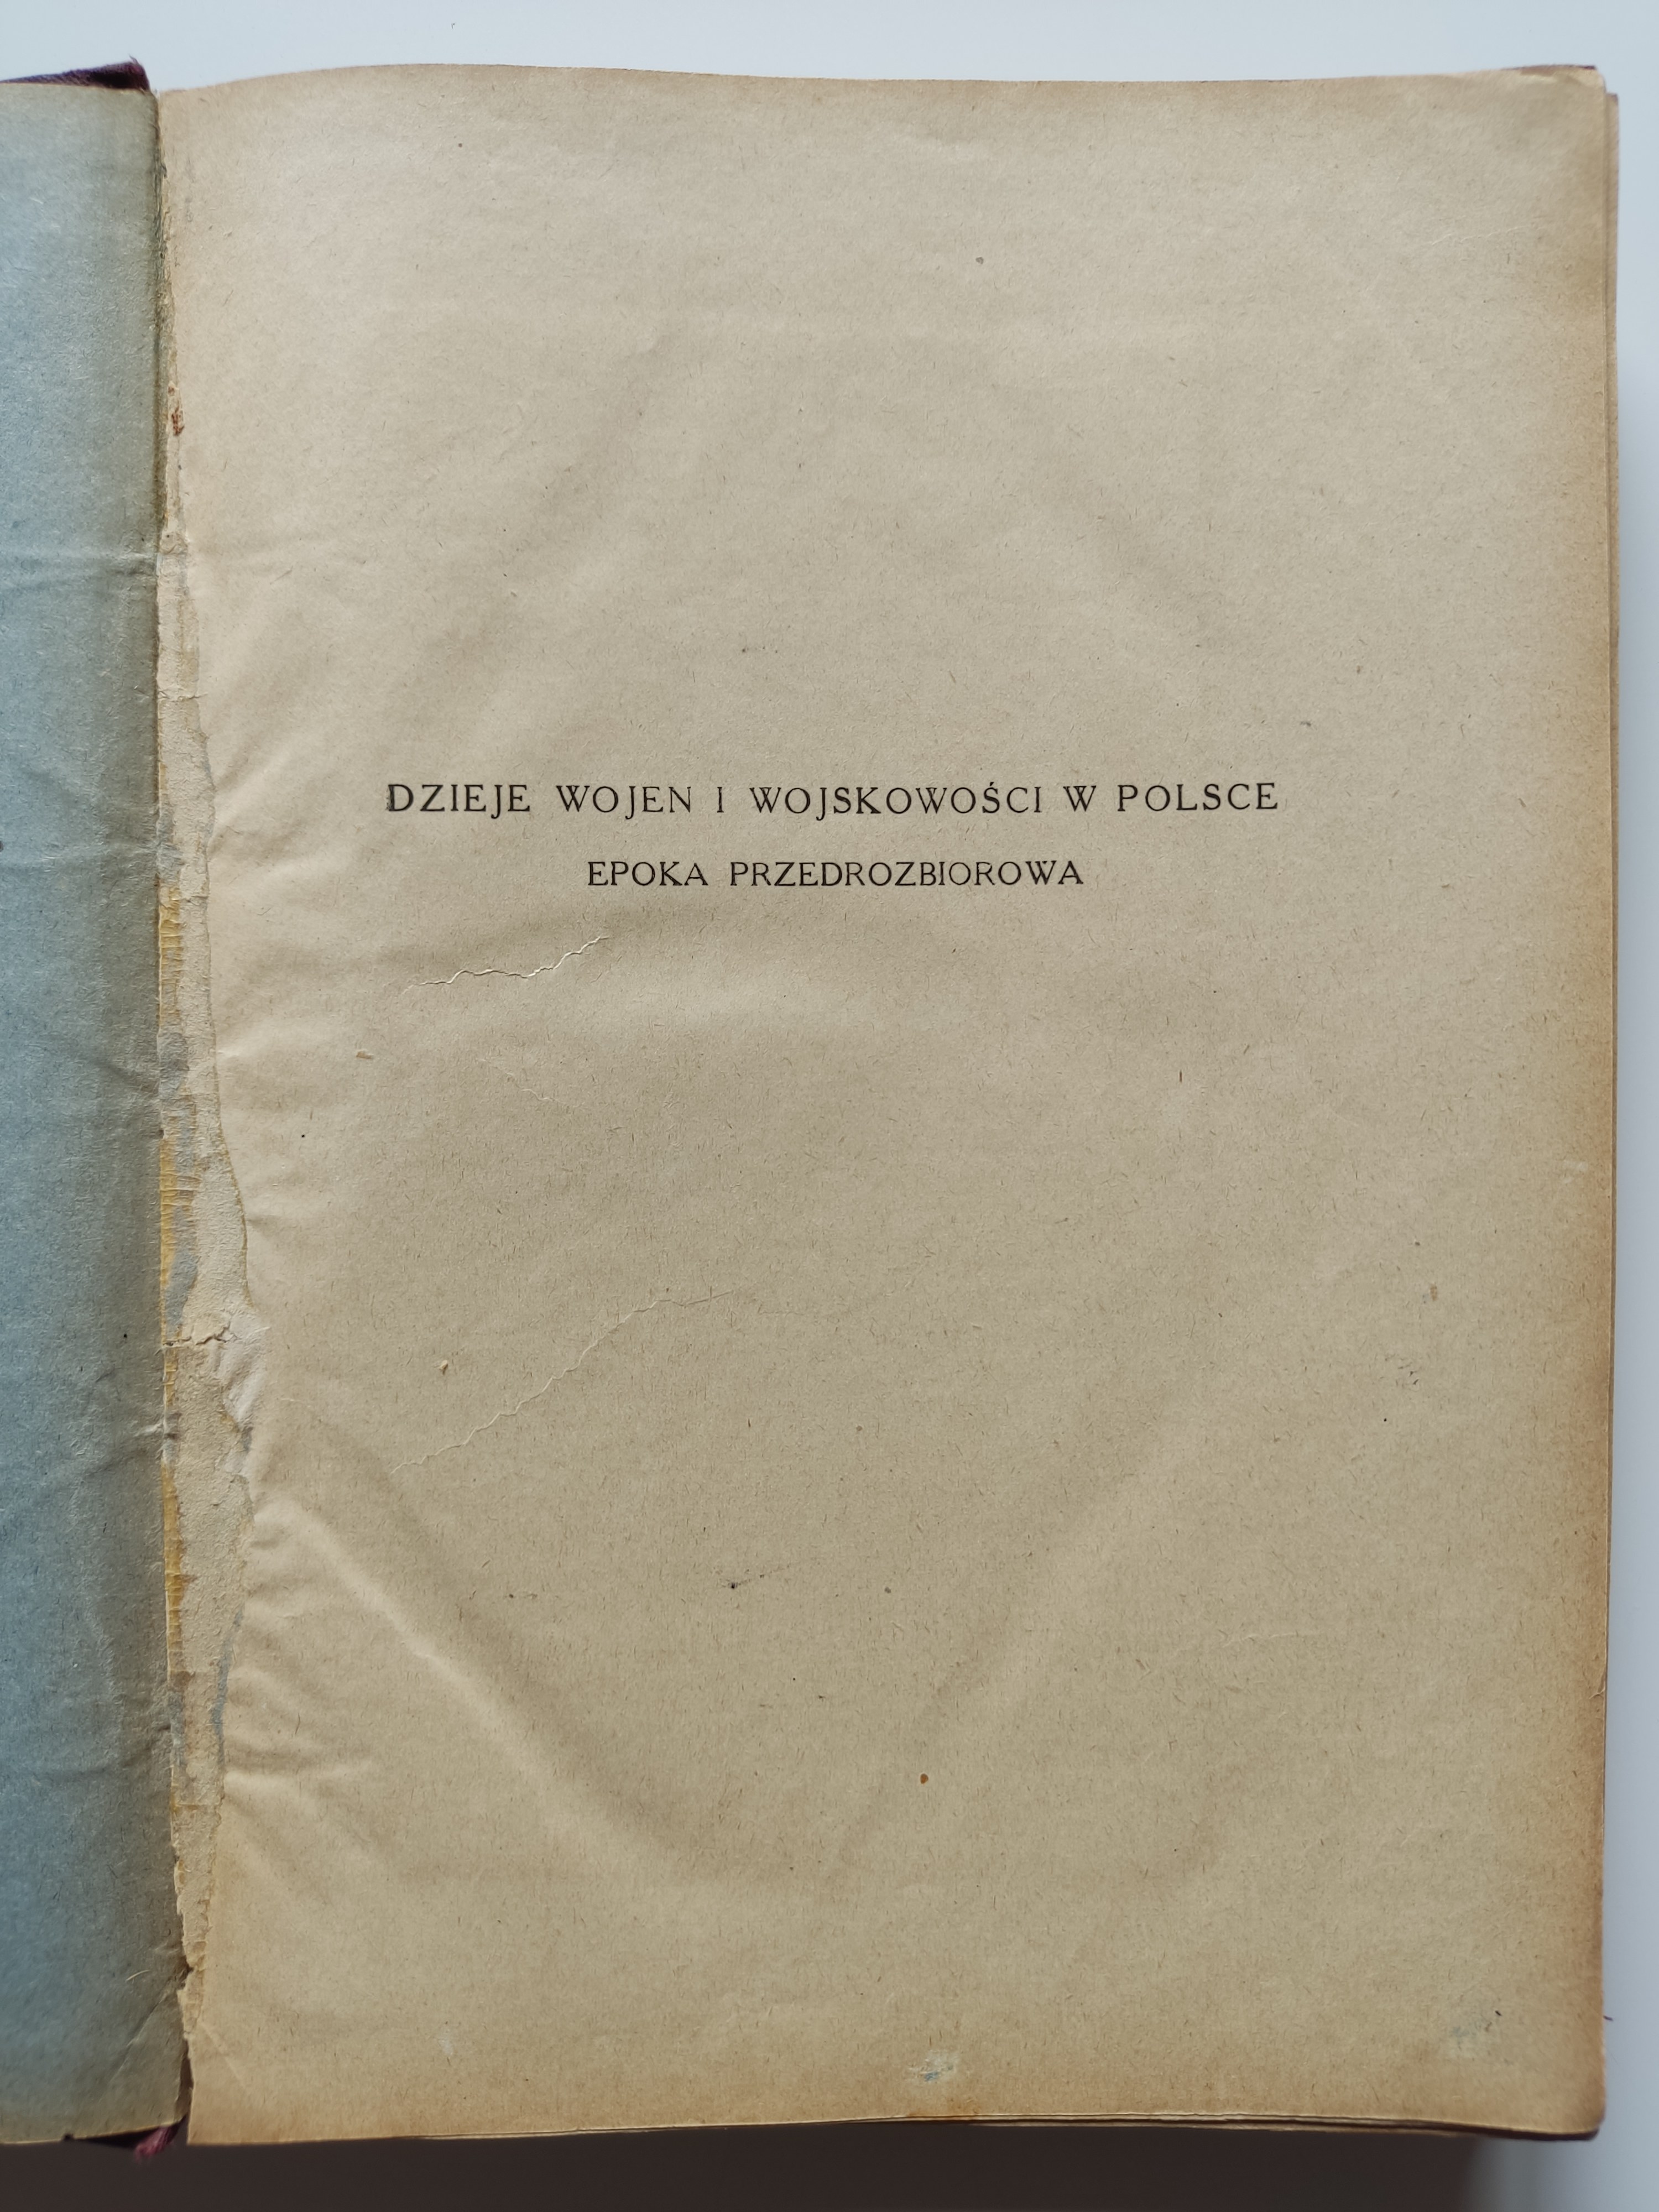 DZIEJE WOJEN I WOJSKOWOŚCI W POLSCE
EPOKA PRZEDROZBIOROWA